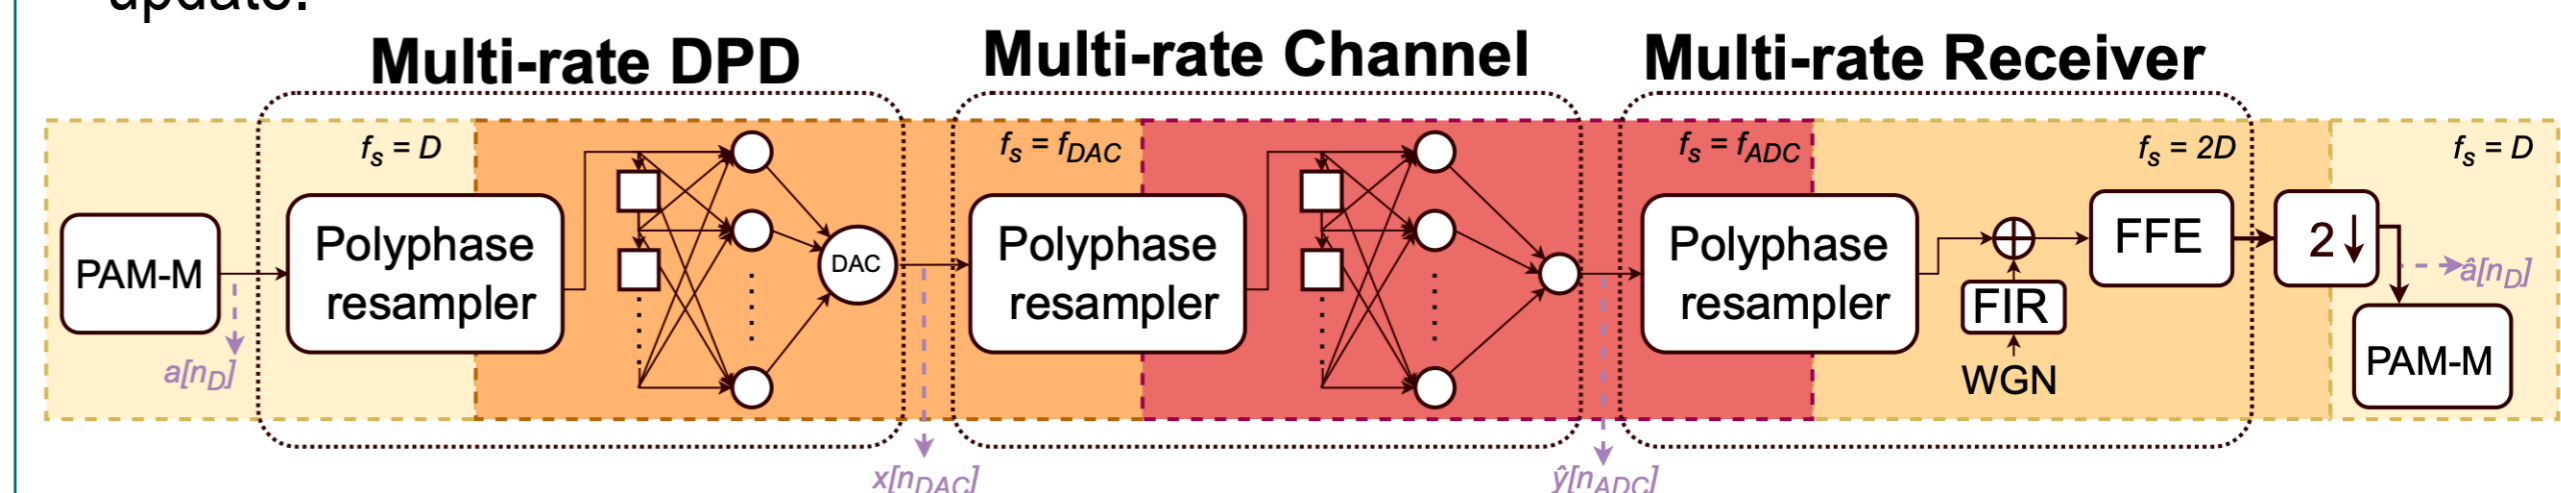 update.
Multi-rate DPD
Multi-rate Channel
Multi-rate Receiver
fs = D
fs = fDAC
fs = fADC
fs = 2D
fs = D
PAM-M
Polyphase
resampler
DAC
Polyphase
resampler
Polyphase
resampler
FIR
WGN
FFE
2↓
PAM-M
a[nD]
x[nDAC]
ŷ[nADC]
â[nD]